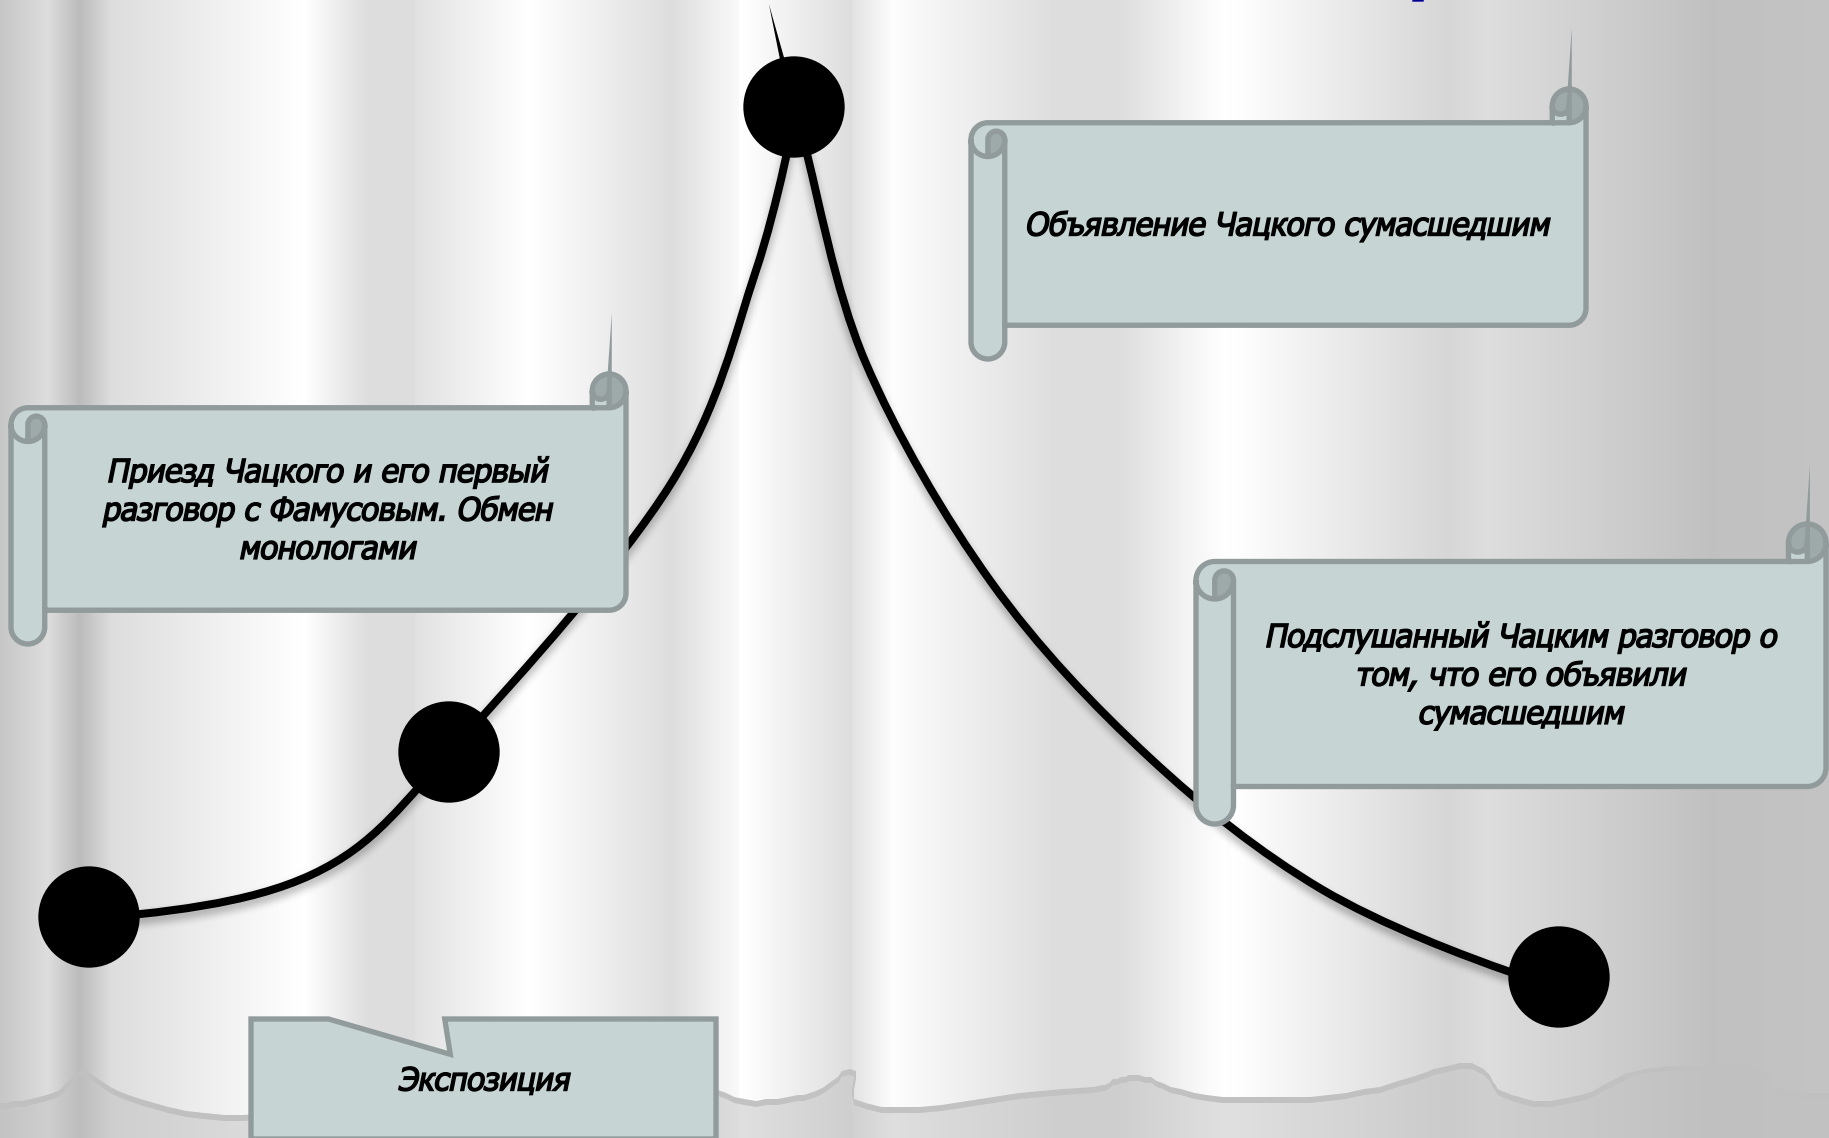 Объявление Чацкого сумасшедшим
Приезд Чацкого и его первый
разговор с Фамусовым. Обмен
монологами
Подслушанный Чацким разговор о
том, что его объявили
сумасшедшим
Экспозиция